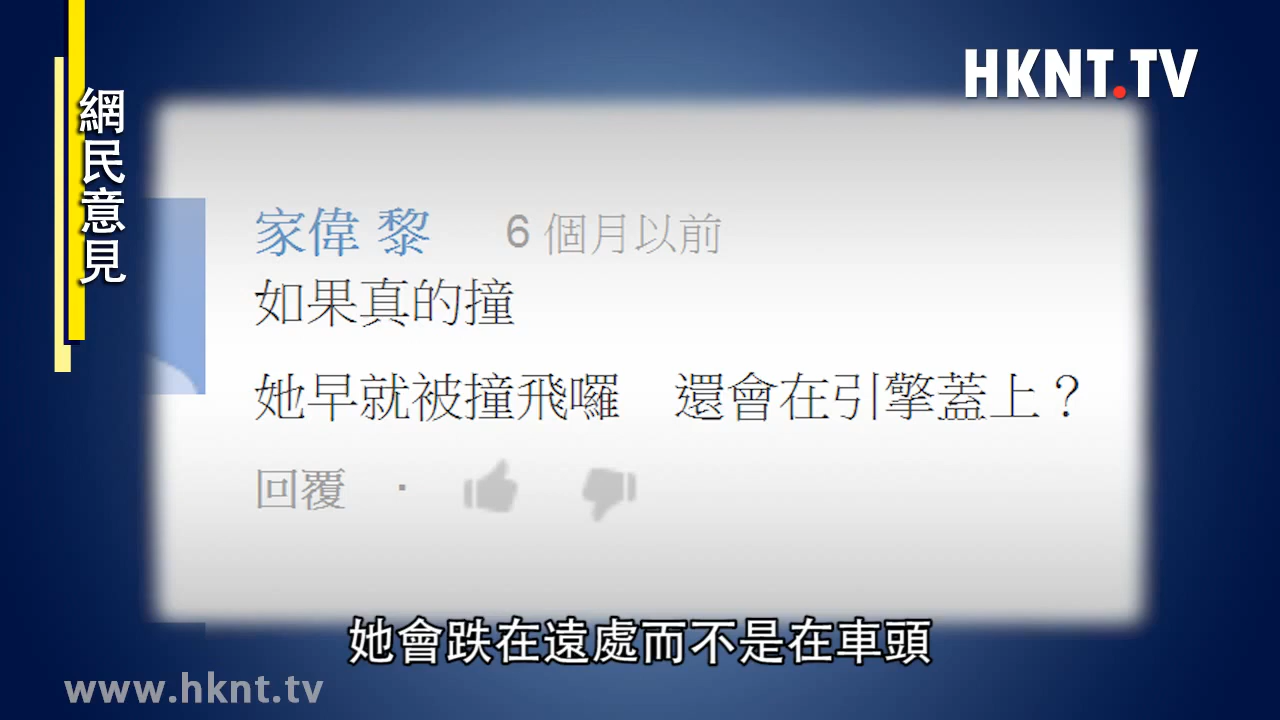 HKNT.TV
網民意見
家偉 黎 6 個月以前
如果真的撞
她早就被撞飛囉 還會在引擎蓋上？
回覆 ·
她會跌在遠處而不是在車頭
www.hknt.tv